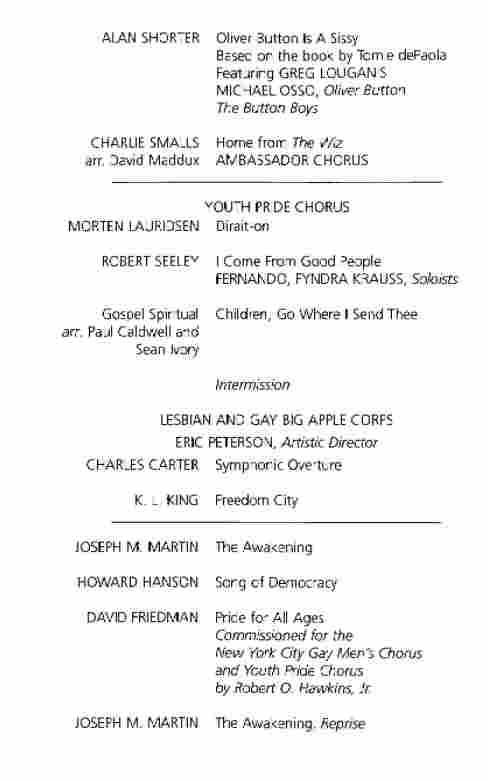 ALAN SHORTER Oliver Button Is A Sissy
Based on the book by Tomie dePaola
Featuring GREG LOUGANIS
MICHAEL OSSO, Oliver Button
The Button Boys
CHARLIE SMALLS Home from The Wiz
arr. David Maddux AMBASSADOR CHORUS
YOUTH PRIDE CHORUS
MORTEN LAURIDSEN Dirait-on
ROBERT SEELEY I Come From Good People
FERNANDO, FYNDRA KRAUSS, Soloists
Gospel Spiritual Children, Go Where I Send Thee
arr. Paul Caldwell and
Sean Ivory
Intermission
LESBIAN AND GAY BIG APPLE CORPS
ERIC PETERSON, Artistic Director
CHARLES CARTER Symphonic Overture
K. L. KING Freedom City
JOSEPH M. MARTIN The Awakening
HOWARD HANSON Song of Democracy
DAVID FRIEDMAN Pride for All Ages
Commissioned for the
New York City Gay Men's Chorus
and Youth Pride Chorus
by Robert O. Hawkins, Jr.
JOSEPH M. MARTIN The Awakening, Reprise